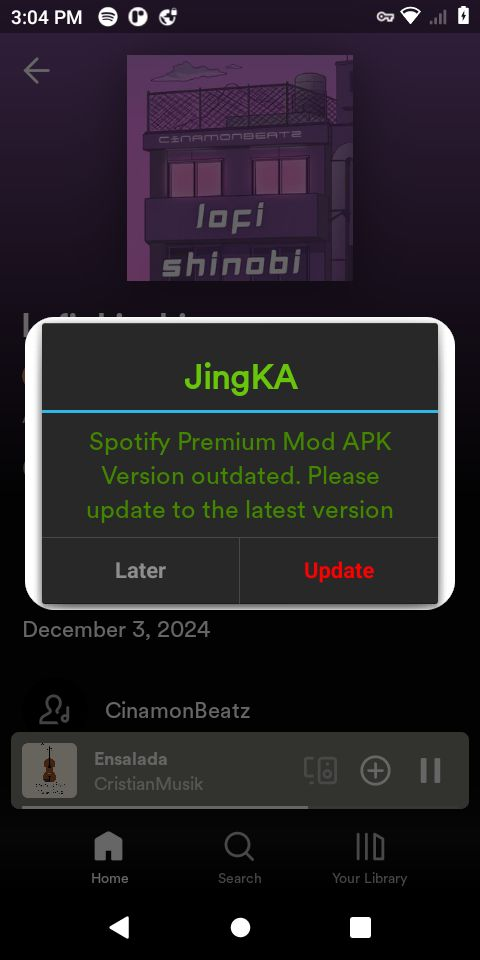 3:04 PM
CINAMONBEATZ
lofi
shinobi
JingKA
Spotify Premium Mod APK
Version outdated. Please
update to the latest version
Later
Update
December 3, 2024
CinamonBeatz
Ensalada
CristianMusik
Home
Search
Your Library